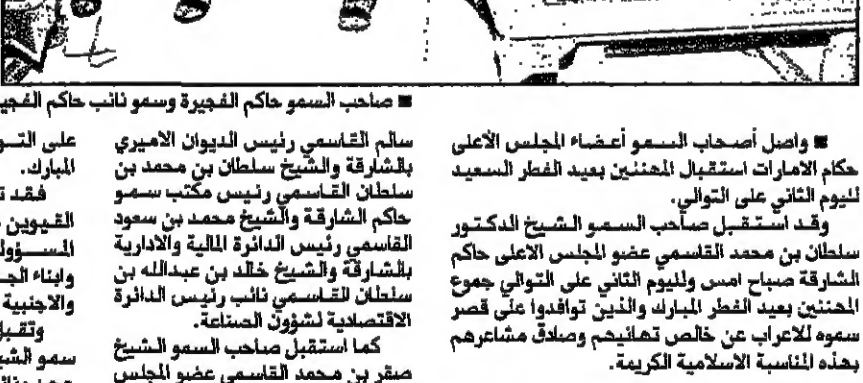 ■ صاحب السمو حاكم الفجيرة وسمو نائب حاكم الفجير
■ واصل أصحاب السمو أعضاء المجلس الأعلى
حكام الامارات استقبال المهنئين بعيد الفطر السعيد
لليوم الثاني على التوالي.
وقد استقبل صاحب السمو الشيخ الدكتور
سلطان بن محمد القاسمي عضو المجلس الاعلى حاكم
الشارقة صباح امس ولليوم الثاني على التوالي جموع
المهنئين بعيد الفطر المبارك والذين توافدوا على قصر
سموه للاعراب عن خالص تهانيهم وصادق مشاعرهم
بهذه المناسبة الاسلامية الكريمة.
سالم القاسمي رئيس الديوان الاميري
بالشارقة والشيخ سلطان بن محمد بن
سلطان القاسمي رئيس مكتب سمو
حاكم الشارقة والشيخ محمد بن سعود
القاسمي رئيس الدائرة المالية والادارية
بالشارقة والشيخ خالد بن عبدالله بن
سلطان القاسمي نائب رئيس الدائرة
الاقتصادية لشؤون الصناعة.
كما استقبل صاحب السمو الشيخ
صقر بن محمد القاسمي عضو المجلس
على التـو
المبارك.
فقد ت
القيوين
المسـؤول
وابناء الجـ
والاجنبية
وتقبل
سمو الشي